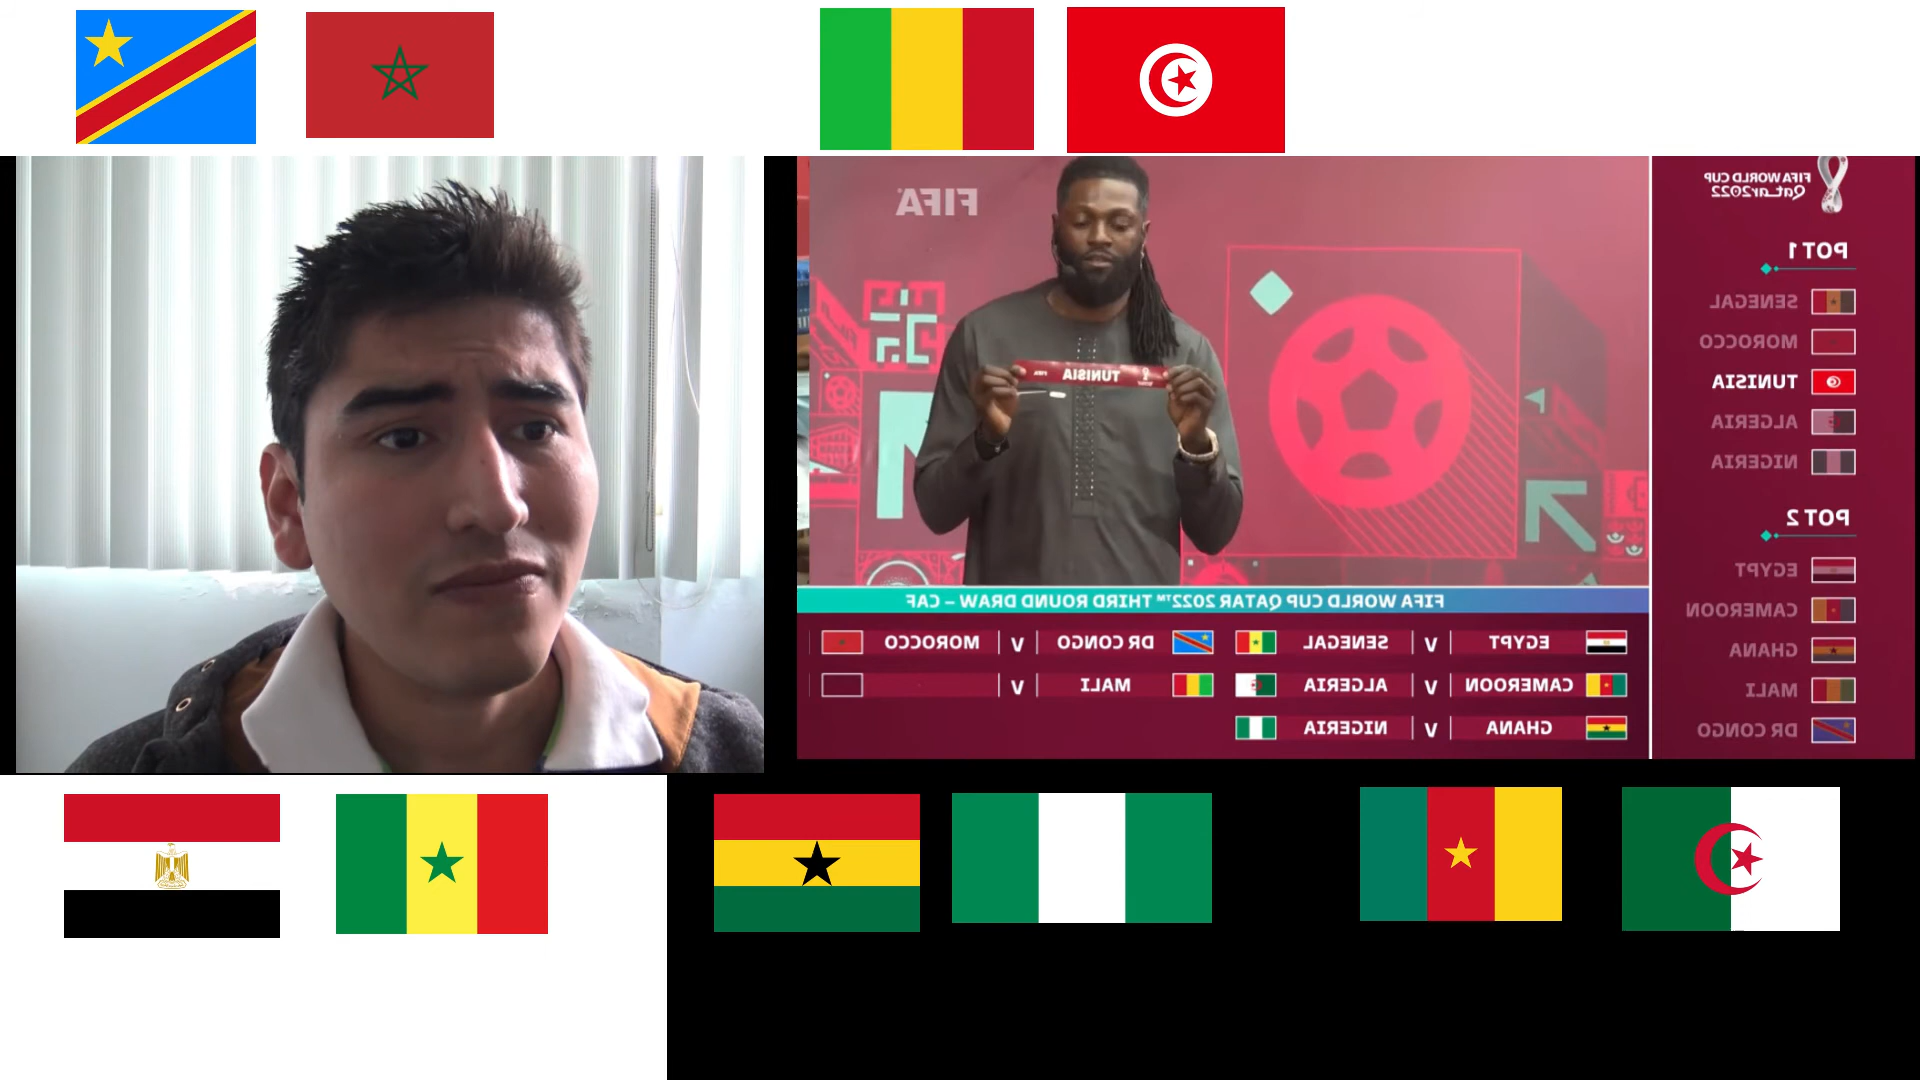 FIFA
TUNISIA
FIFA WORLD CUP
Qatar2022
POT 1
SENEGAL
MOROCCO
TUNISIA
ALGERIA
NIGERIA
POT 2
EGYPT
CAMEROON
GHANA
MALI
DR CONGO
FIFA WORLD CUP QATAR 2022™ THIRD ROUND DRAW – CAF
EGYPT V SENEGAL DR CONGO V MOROCCO
CAMEROON V ALGERIA MALI V
GHANA V NIGERIA